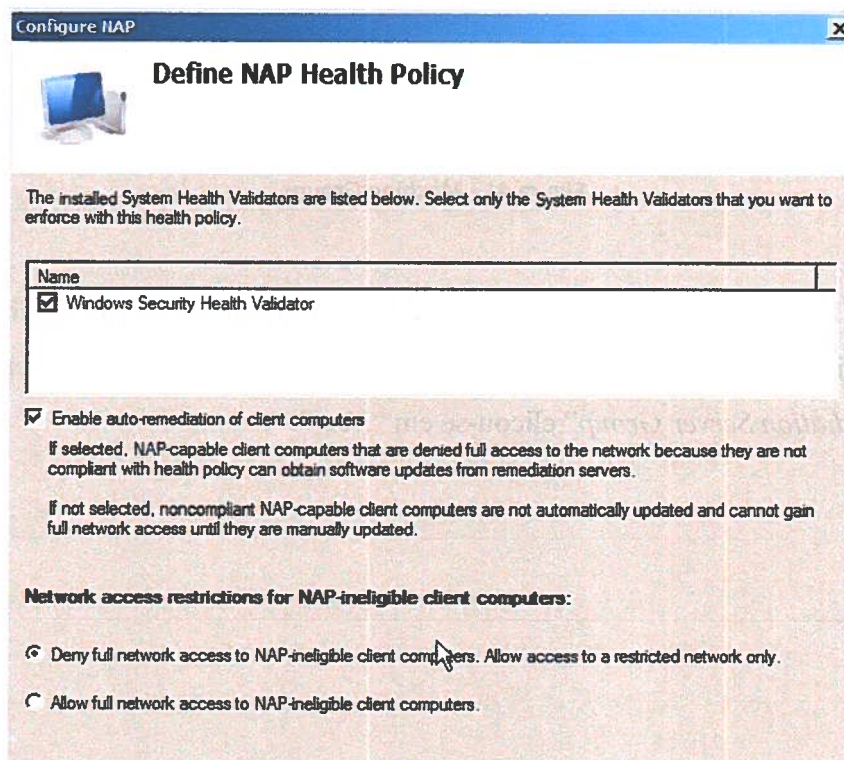 Configure NAP
Define NAP Health Policy
The installed System Health Validators are listed below. Select only the System Health Validators that you want to
enforce with this health policy.
Name
Windows Security Health Validator
Enable auto-remediation of client computers
If selected, NAP-capable client computers that are denied full access to the network because they are not
compliant with health policy can obtain software updates from remediation servers.
If not selected, noncompliant NAP-capable client computers are not automatically updated and cannot gain
full network access until they are manually updated.
Network access restrictions for NAP-ineligible client computers:
Deny full network access to NAP-ineligible client computers. Allow access to a restricted network only.
Allow full network access to NAP-ineligible client computers.